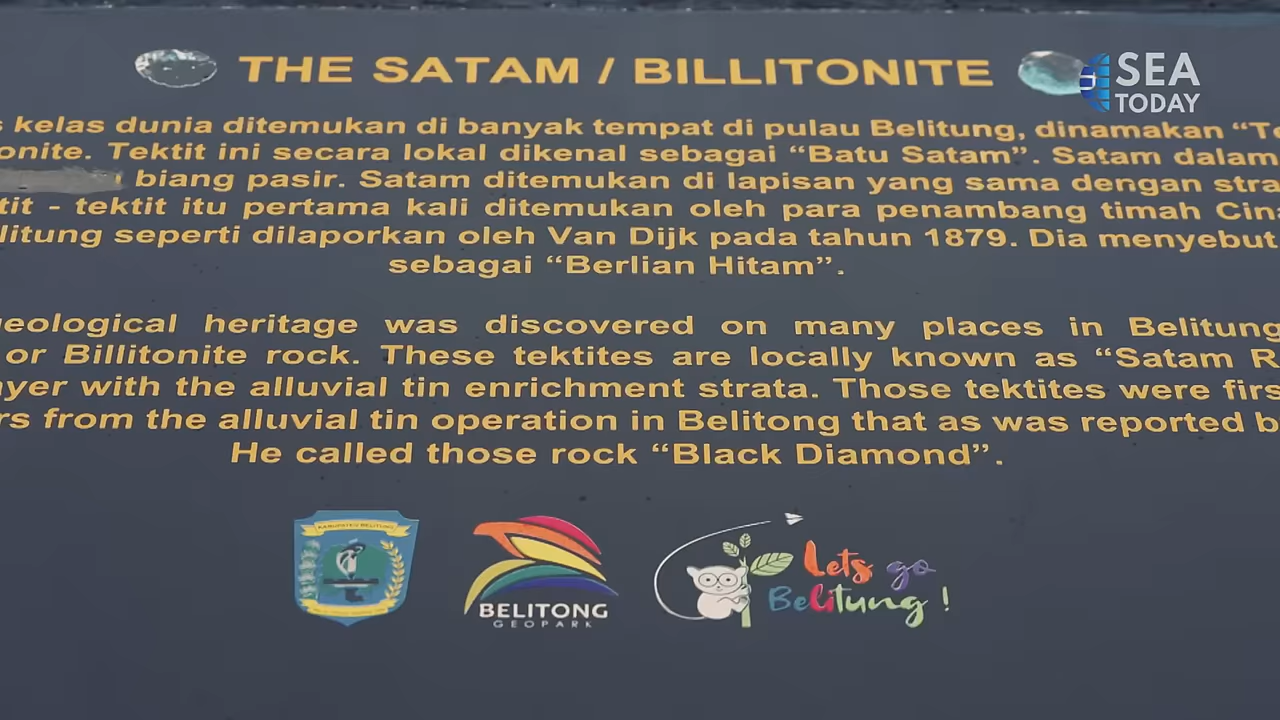 THE SATAM / BILLITONITE
SEA
TODAY
kelas dunia ditemukan di banyak tempat di pulau Belitung, dinamakan “Te
onite. Tektit ini secara lokal dikenal sebagai “Batu Satam”. Satam dalam
biang pasir. Satam ditemukan di lapisan yang sama dengan stra
tit - tektit itu pertama kali ditemukan oleh para penambang timah Cin
litung seperti dilaporkan oleh Van Dijk pada tahun 1879. Dia menyebut
sebagai “Berlian Hitam”.
geological heritage was discovered on many places in Belitung
or Billitonite rock. These tektites are locally known as “Satam R
ayer with the alluvial tin enrichment strata. Those tektites were firs
rs from the alluvial tin operation in Belitong that as was reported b
He called those rock “Black Diamond”.
KABUPATEN BELITUNG
BELITONG
GEOPARK
Lets go
Belitung !